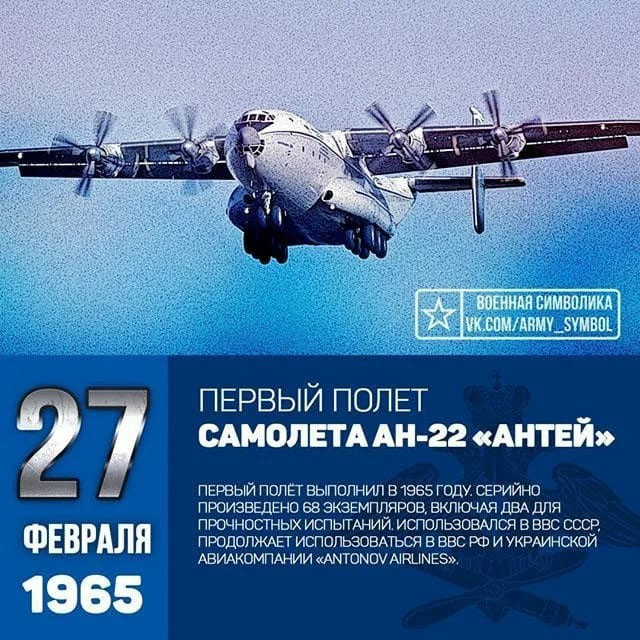 ВОЕННАЯ СИМВОЛИКА
VK.COM/ARMY_SYMBOL
27
ФЕВРАЛЯ
1965
ПЕРВЫЙ ПОЛЕТ
САМОЛЕТА АН-22 «АНТЕЙ»
ПЕРВЫЙ ПОЛЁТ ВЫПОЛНИЛ В 1965 ГОДУ. СЕРИЙНО
ПРОИЗВЕДЕНО 68 ЭКЗЕМПЛЯРОВ, ВКЛЮЧАЯ ДВА ДЛЯ
ПРОЧНОСТНЫХ ИСПЫТАНИЙ. ИСПОЛЬЗОВАЛСЯ В ВВС СССР,
ПРОДОЛЖАЕТ ИСПОЛЬЗОВАТЬСЯ В ВВС РФ И УКРАИНСКОЙ
АВИАКОМПАНИИ «ANTONOV AIRLINES».